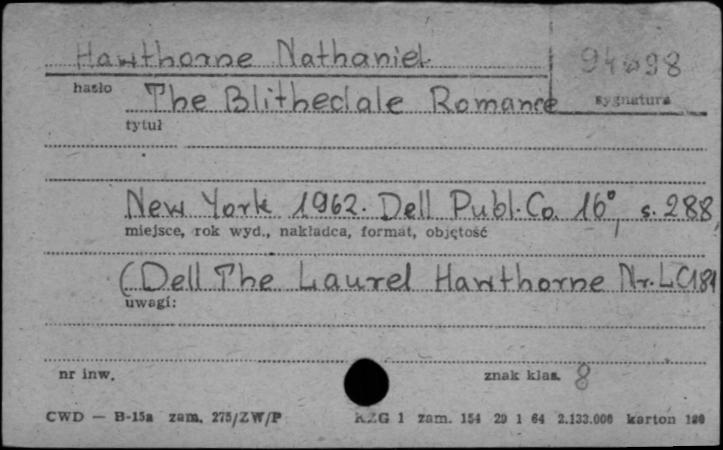 Hawthorne Nathaniel
hasło
sygnatura
The Blithedale Romance
tytuł
New York 1962. Dell Publ. Co. 16°, s. 288
miejsce, rok wyd., nakładca, format, objętość
(Dell The Laurel Hawthorne Nr. LC181
uwagi:
nr inw.
znak klas. 8
CWD — B-15a zam. 275/ZW/P KZG 1 zam. 154 29 1 64 2.133.000 karton